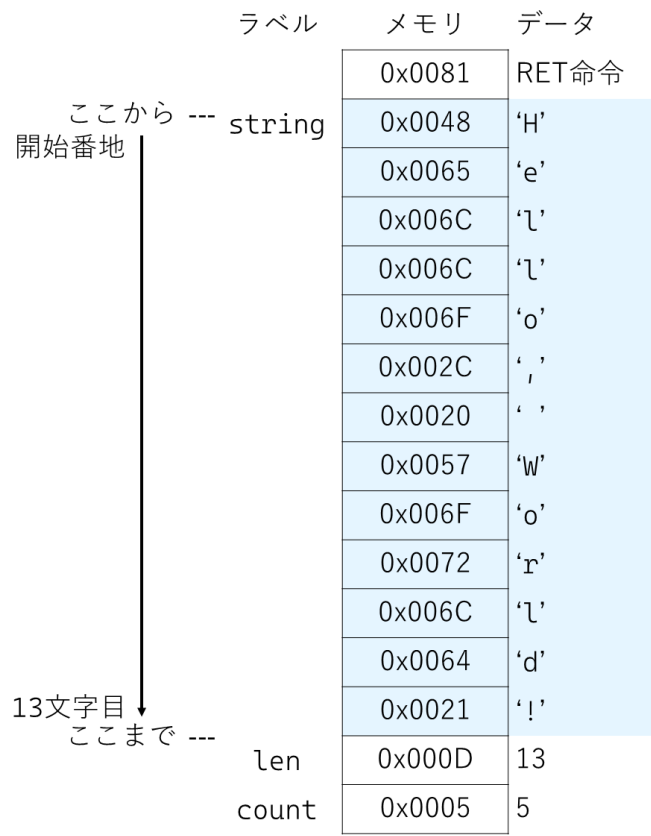 ラベル メモリ データ
0x0081 RET命令
ここから --- string 0x0048 ‘H’
開始番地
0x0065 ‘e’
0x006C ‘l’
0x006C ‘l’
0x006F ‘o’
0x002C ‘,’
0x0020 ‘ ’
0x0057 ‘W’
0x006F ‘o’
0x0072 ‘r’
0x006C ‘l’
0x0064 ‘d’
13文字目 0x0021 ‘!’
ここまで ---
len 0x000D 13
count 0x0005 5